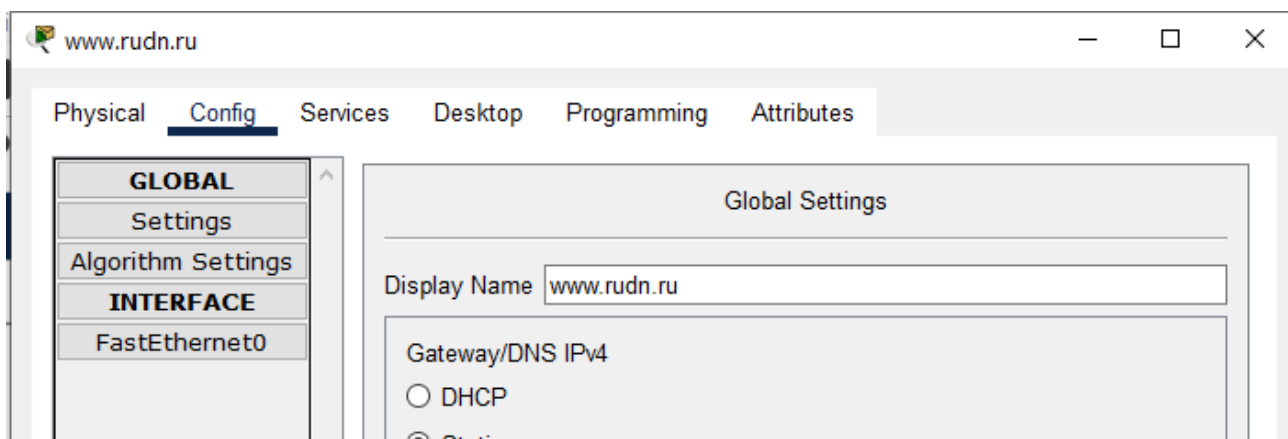 www.rudn.ru
Physical Config Services Desktop Programming Attributes
GLOBAL
Settings
Algorithm Settings
INTERFACE
FastEthernet0
Global Settings
Display Name www.rudn.ru
Gateway/DNS IPv4
DHCP